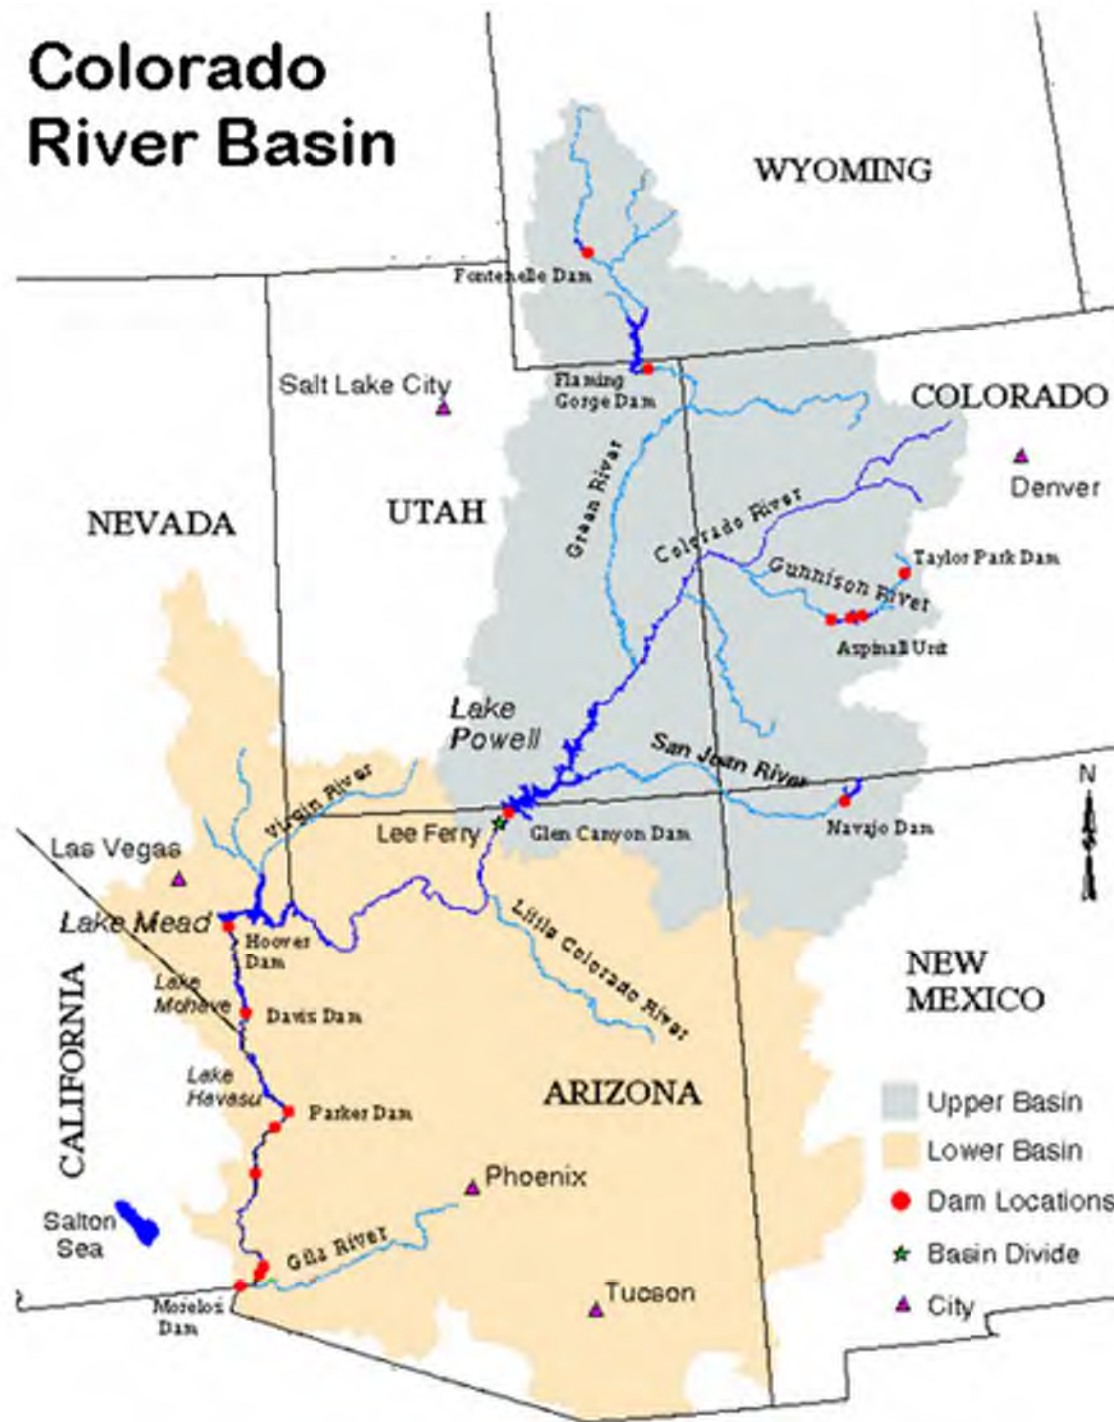 Colorado
River Basin
WYOMING
Fontenelle Dam
Salt Lake City
Flaming
Gorge Dam
COLORADO
Denver
NEVADA
UTAH
Green River
Colorado River
Taylor Park Dam
Gunnison River
Aspinall Unit
Lake
Powell
San Joan River
N
Virgin River
Lee Ferry
Glen Canyon Dam
Navajo Dam
Las Vegas
Lake Mead
Hoover
Dam
Little Colorado River
NEW
MEXICO
Lake
Mohave
Davis Dam
CALIFORNIA
Lake
Havasu
Parker Dam
ARIZONA
Upper Basin
Lower Basin
Dam Locations
Basin Divide
City
Phoenix
Salton
Sea
Gila River
Morelos
Dam
Tucson